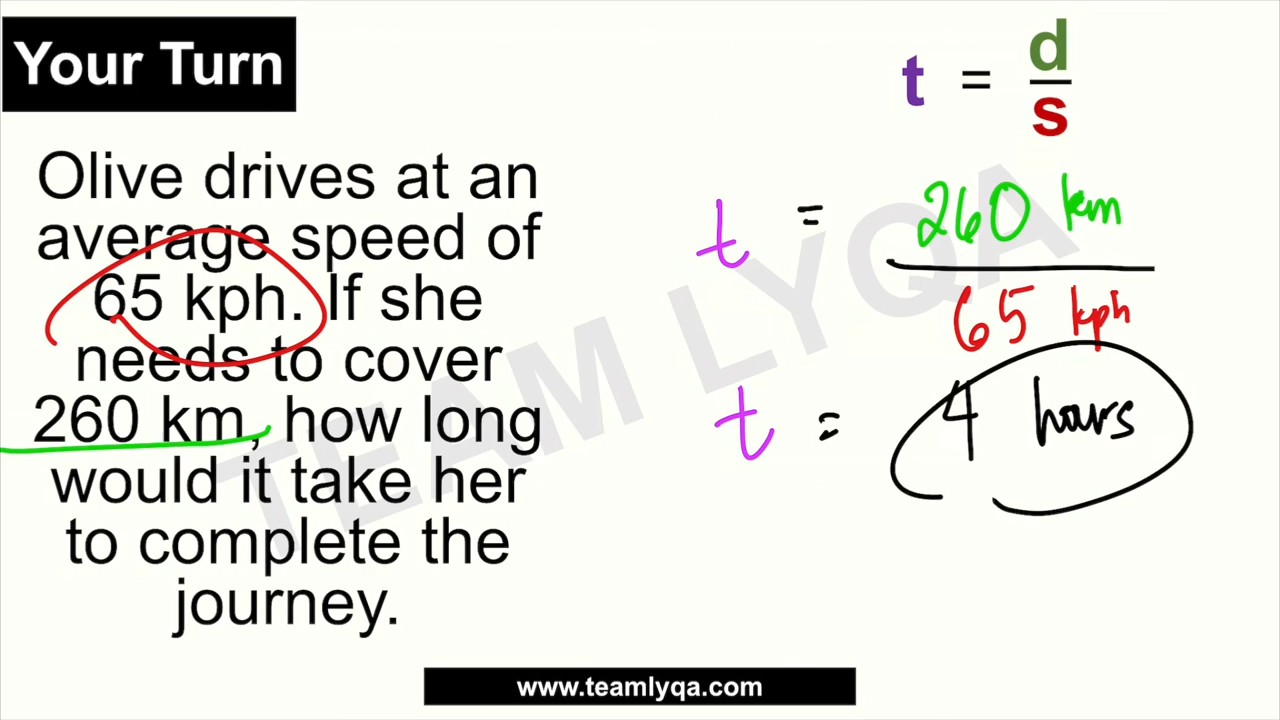 Your Turn
Olive drives at an
average speed of
65 kph. If she
needs to cover
260 km, how long
would it take her
to complete the
journey.
t = d
s
t = 260 km
65 kph
t = 4 hours
TEAM LYQA
www.teamlyqa.com